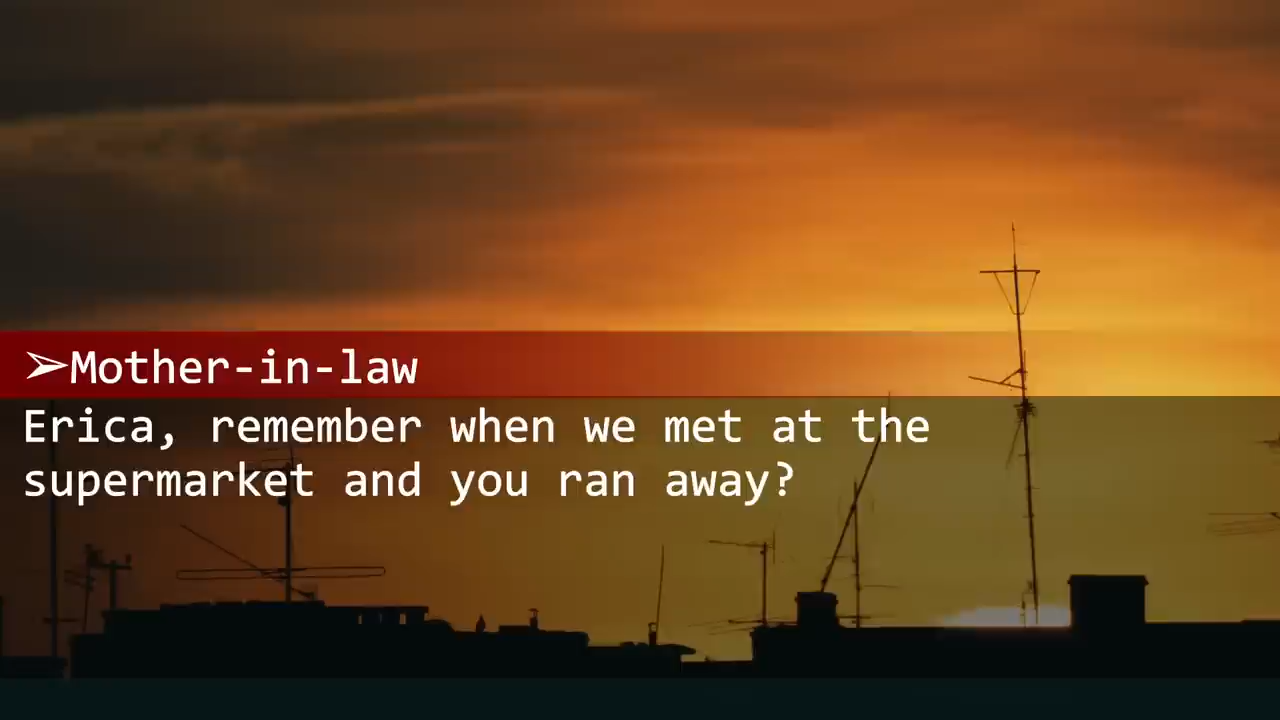 ➢Mother-in-law
Erica, remember when we met at the
supermarket and you ran away?